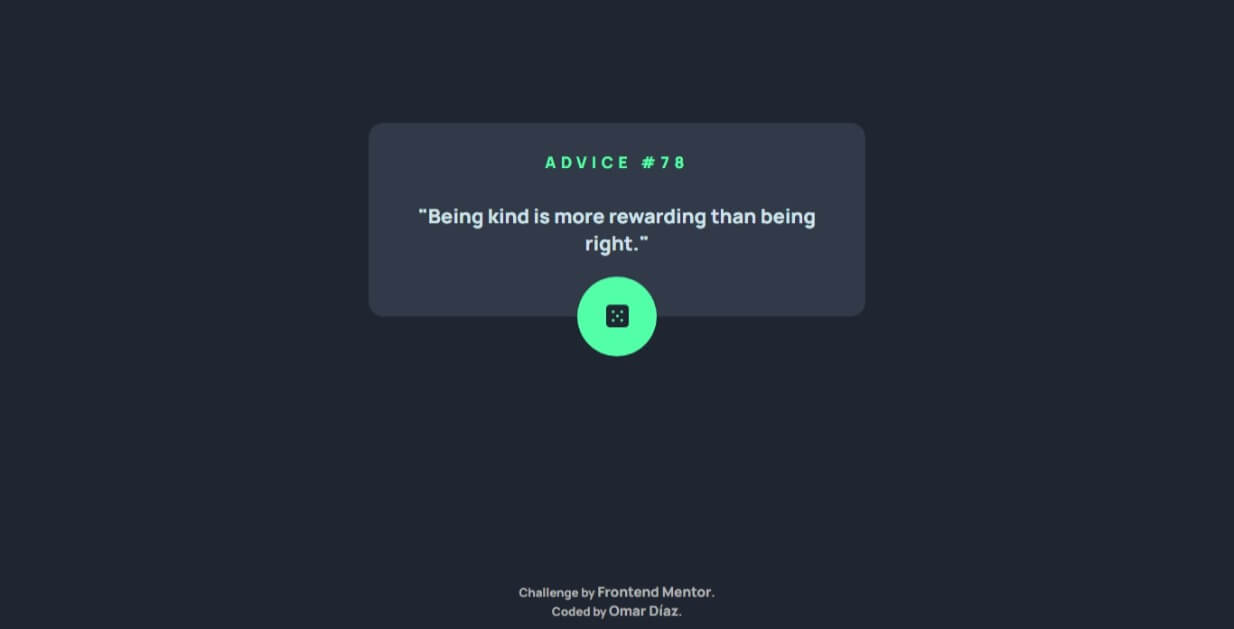 ADVICE #78
"Being kind is more rewarding than being
right."
Challenge by Frontend Mentor.
Coded by Omar Díaz.